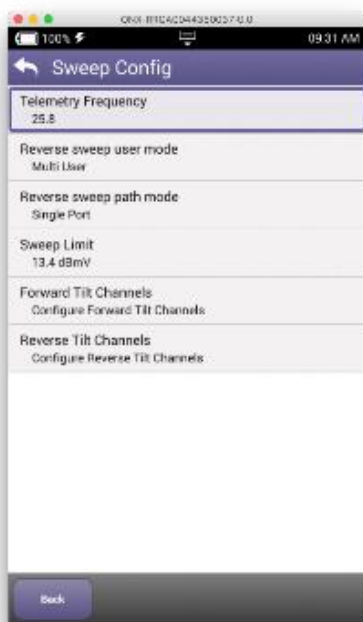 100%
09:31 AM
Sweep Config
Telemetry Frequency
25.8
Reverse sweep user mode
Multi User
Reverse sweep path mode
Single Port
Sweep Limit
13.4 dBmV
Forward Tilt Channels
Configure Forward Tilt Channels
Reverse Tilt Channels
Configure Reverse Tilt Channels
Back